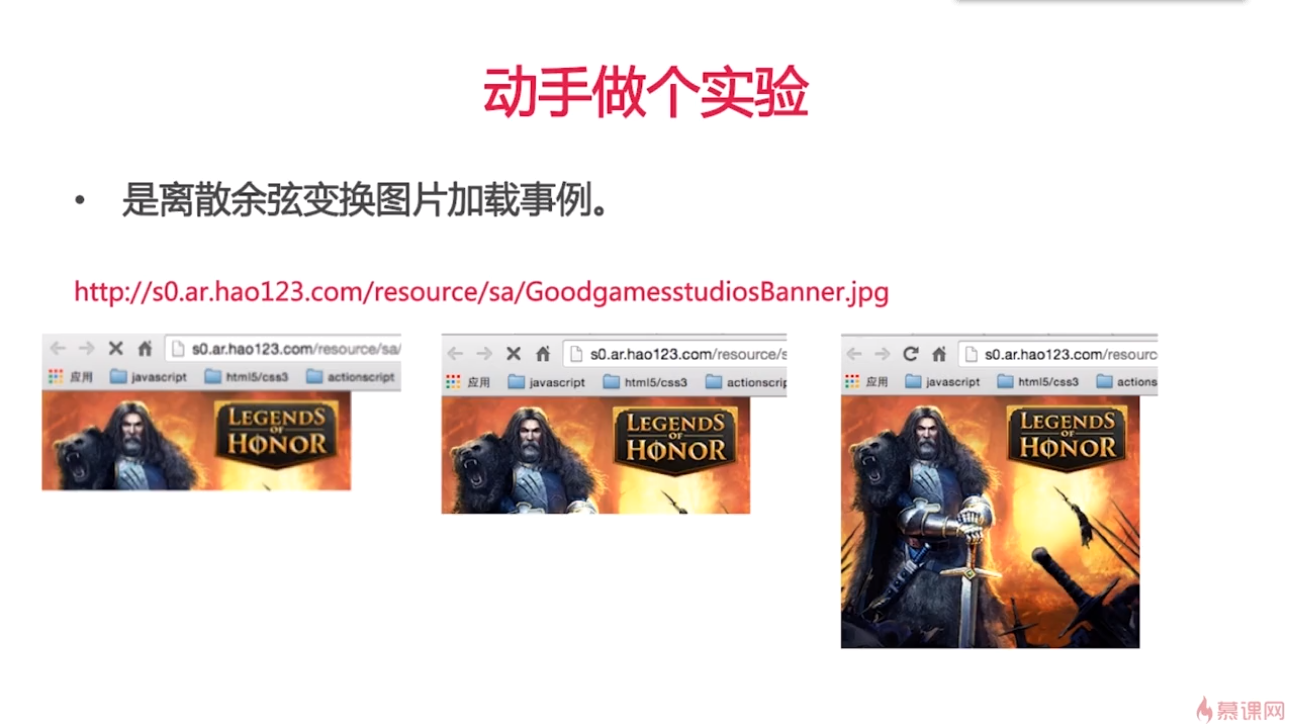 动手做个实验
• 是离散余弦变换图片加载事例。
http://s0.ar.hao123.com/resource/sa/GoodgamesstudiosBanner.jpg
s0.ar.hao123.com/resource/sa/
应用 javascript html5/css3 actionscript
LEGENDS
OF
HONOR
s0.ar.hao123.com/resource/s
应用 javascript html5/css3 actionscrip
LEGENDS
OF
HONOR
s0.ar.hao123.com/resourc
应用 javascript html5/css3 actions
LEGENDS
OF
HONOR
慕课网